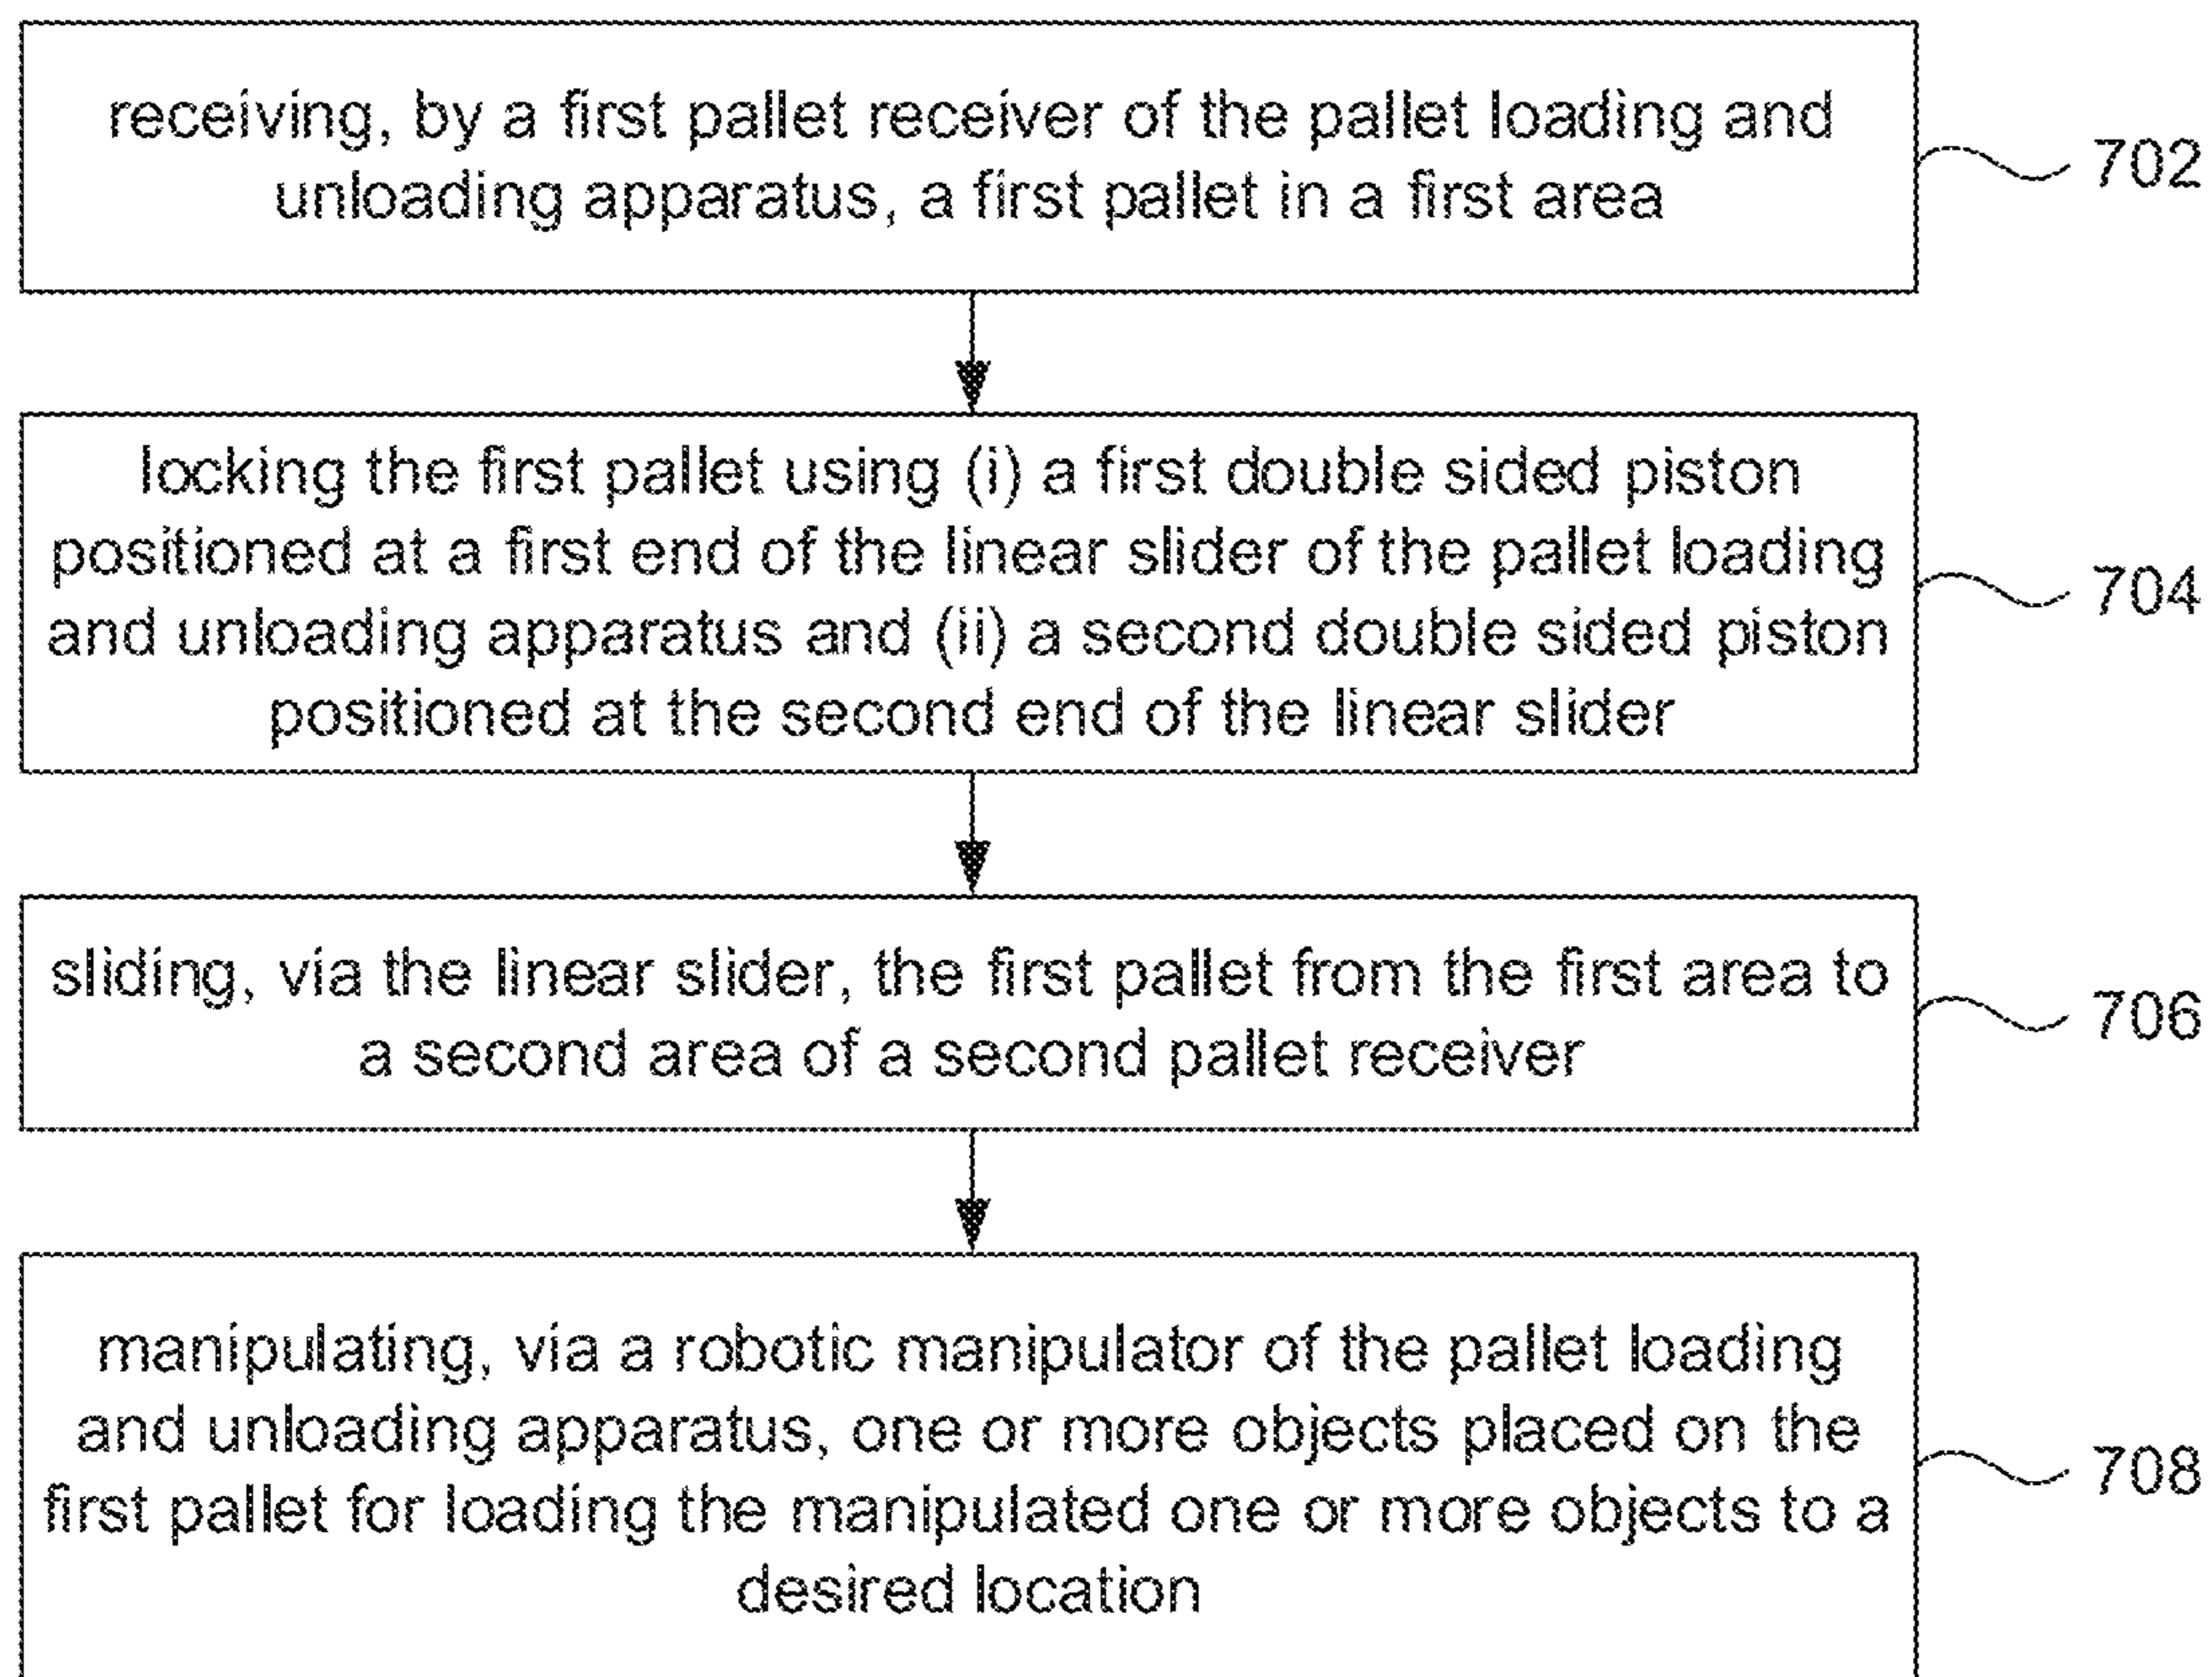 receiving, by a first pallet receiver of the pallet loading and
unloading apparatus, a first pallet in a first area
702
locking the first pallet using (i) a first double sided piston
positioned at a first end of the linear slider of the pallet loading
and unloading apparatus and (ii) a second double sided piston
positioned at the second end of the linear slider
704
sliding, via the linear slider, the first pallet from the first area to
a second area of a second pallet receiver
706
manipulating, via a robotic manipulator of the pallet loading
and unloading apparatus, one or more objects placed on the
first pallet for loading the manipulated one or more objects to a
desired location
708